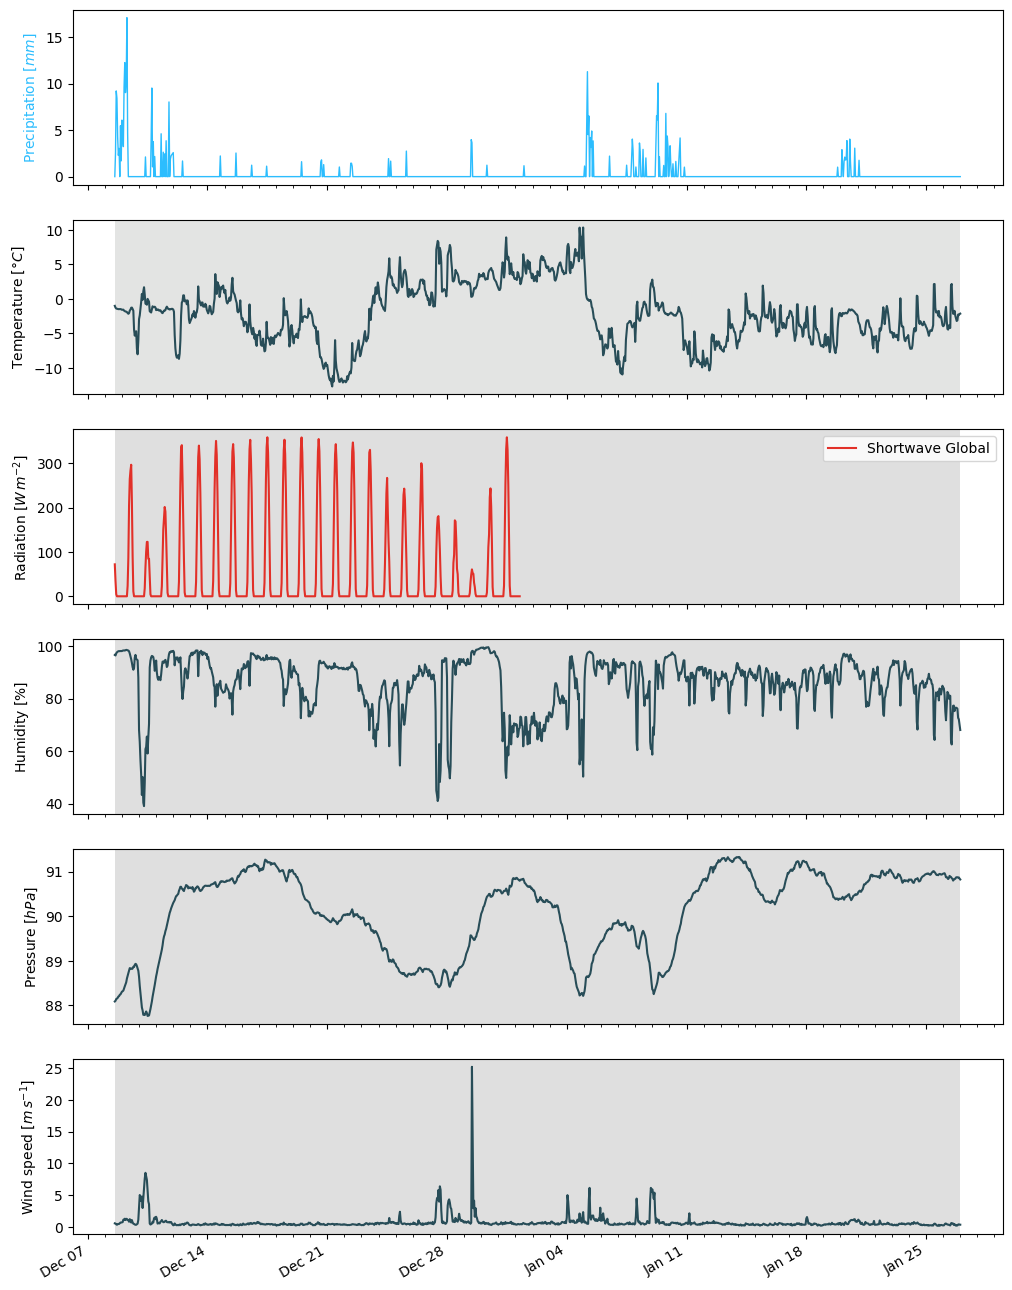 Precipitation [mm]
15
10
5
0
Temperature [°C]
10
5
0
−5
−10
Radiation [W m⁻²]
300
200
100
0
Shortwave Global
Humidity [%]
100
80
60
40
Pressure [hPa]
91
90
89
88
Wind speed [m s⁻¹]
25
20
15
10
5
0
Dec 07
Dec 14
Dec 21
Dec 28
Jan 04
Jan 11
Jan 18
Jan 25